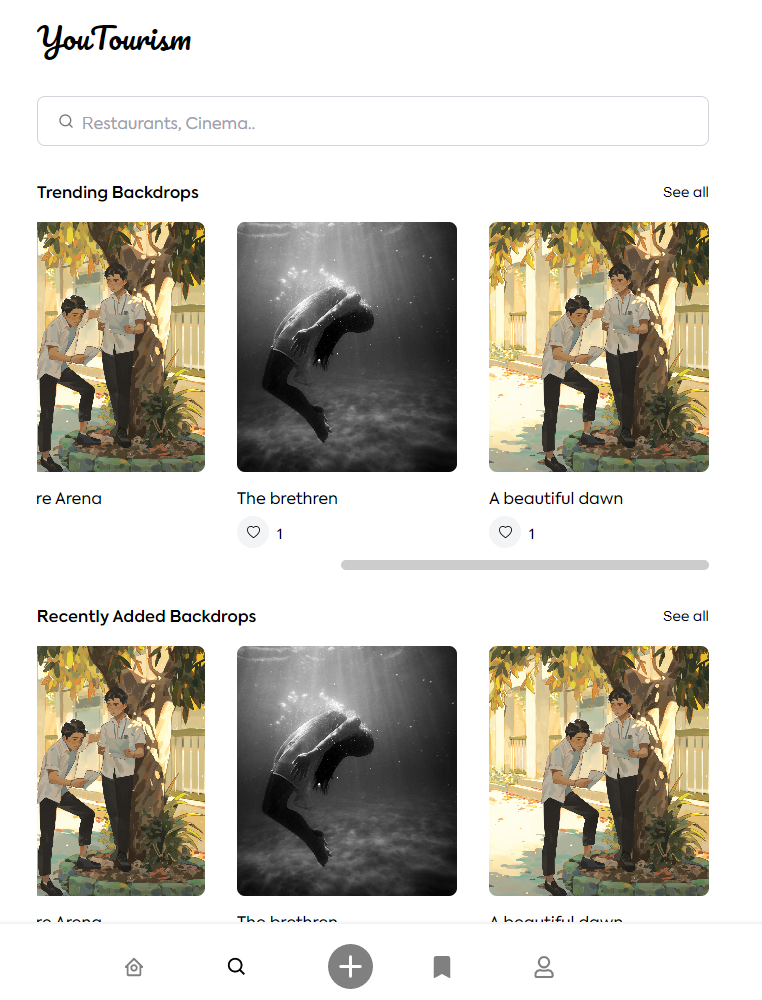 YouTourism
Restaurants, Cinema..
Trending Backdrops
See all
re Arena
The brethren
A beautiful dawn
1
1
Recently Added Backdrops
See all
re Arena
The brethren
A beautiful dawn